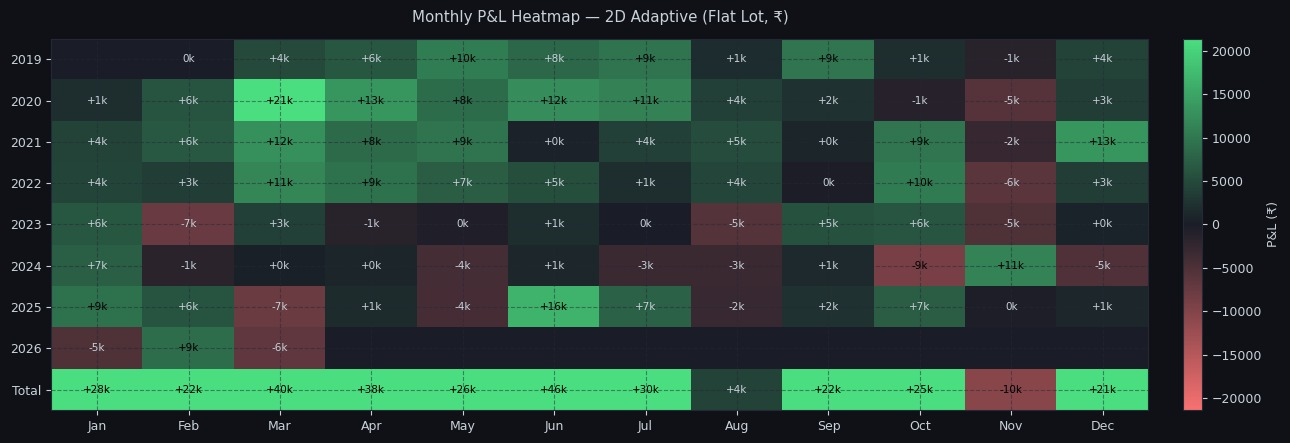 Monthly P&L Heatmap — 2D Adaptive (Flat Lot, ₹)
2019 0k +4k +6k +10k +8k +9k +1k +9k +1k -1k +4k
2020 +1k +6k +21k +13k +8k +12k +11k +4k +2k -1k -5k +3k
2021 +4k +6k +12k +8k +9k +0k +4k +5k +0k +9k -2k +13k
2022 +4k +3k +11k +9k +7k +5k +1k +4k 0k +10k -6k +3k
2023 +6k -7k +3k -1k 0k +1k 0k -5k +5k +6k -5k +0k
2024 +7k -1k +0k +0k -4k +1k -3k -3k +1k -9k +11k -5k
2025 +9k +6k -7k +1k -4k +16k +7k -2k +2k +7k 0k +1k
2026 -5k +9k -6k
Total +28k +22k +40k +38k +26k +46k +30k +4k +22k +25k -10k +21k
Jan Feb Mar Apr May Jun Jul Aug Sep Oct Nov Dec
20000
15000
10000
5000
0
−5000
−10000
−15000
−20000
P&L (₹)